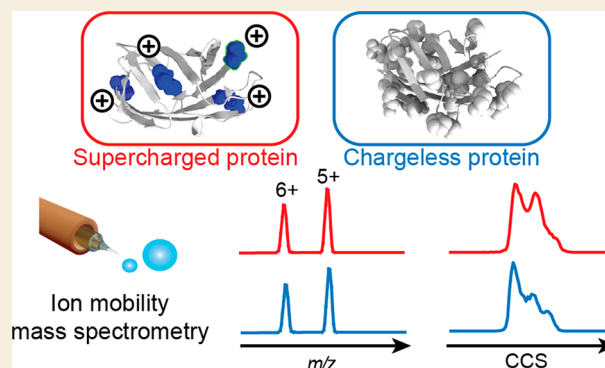 + + + +
Supercharged protein
Chargeless protein
6+ 5+
Ion mobility
mass spectrometry
m/z
CCS